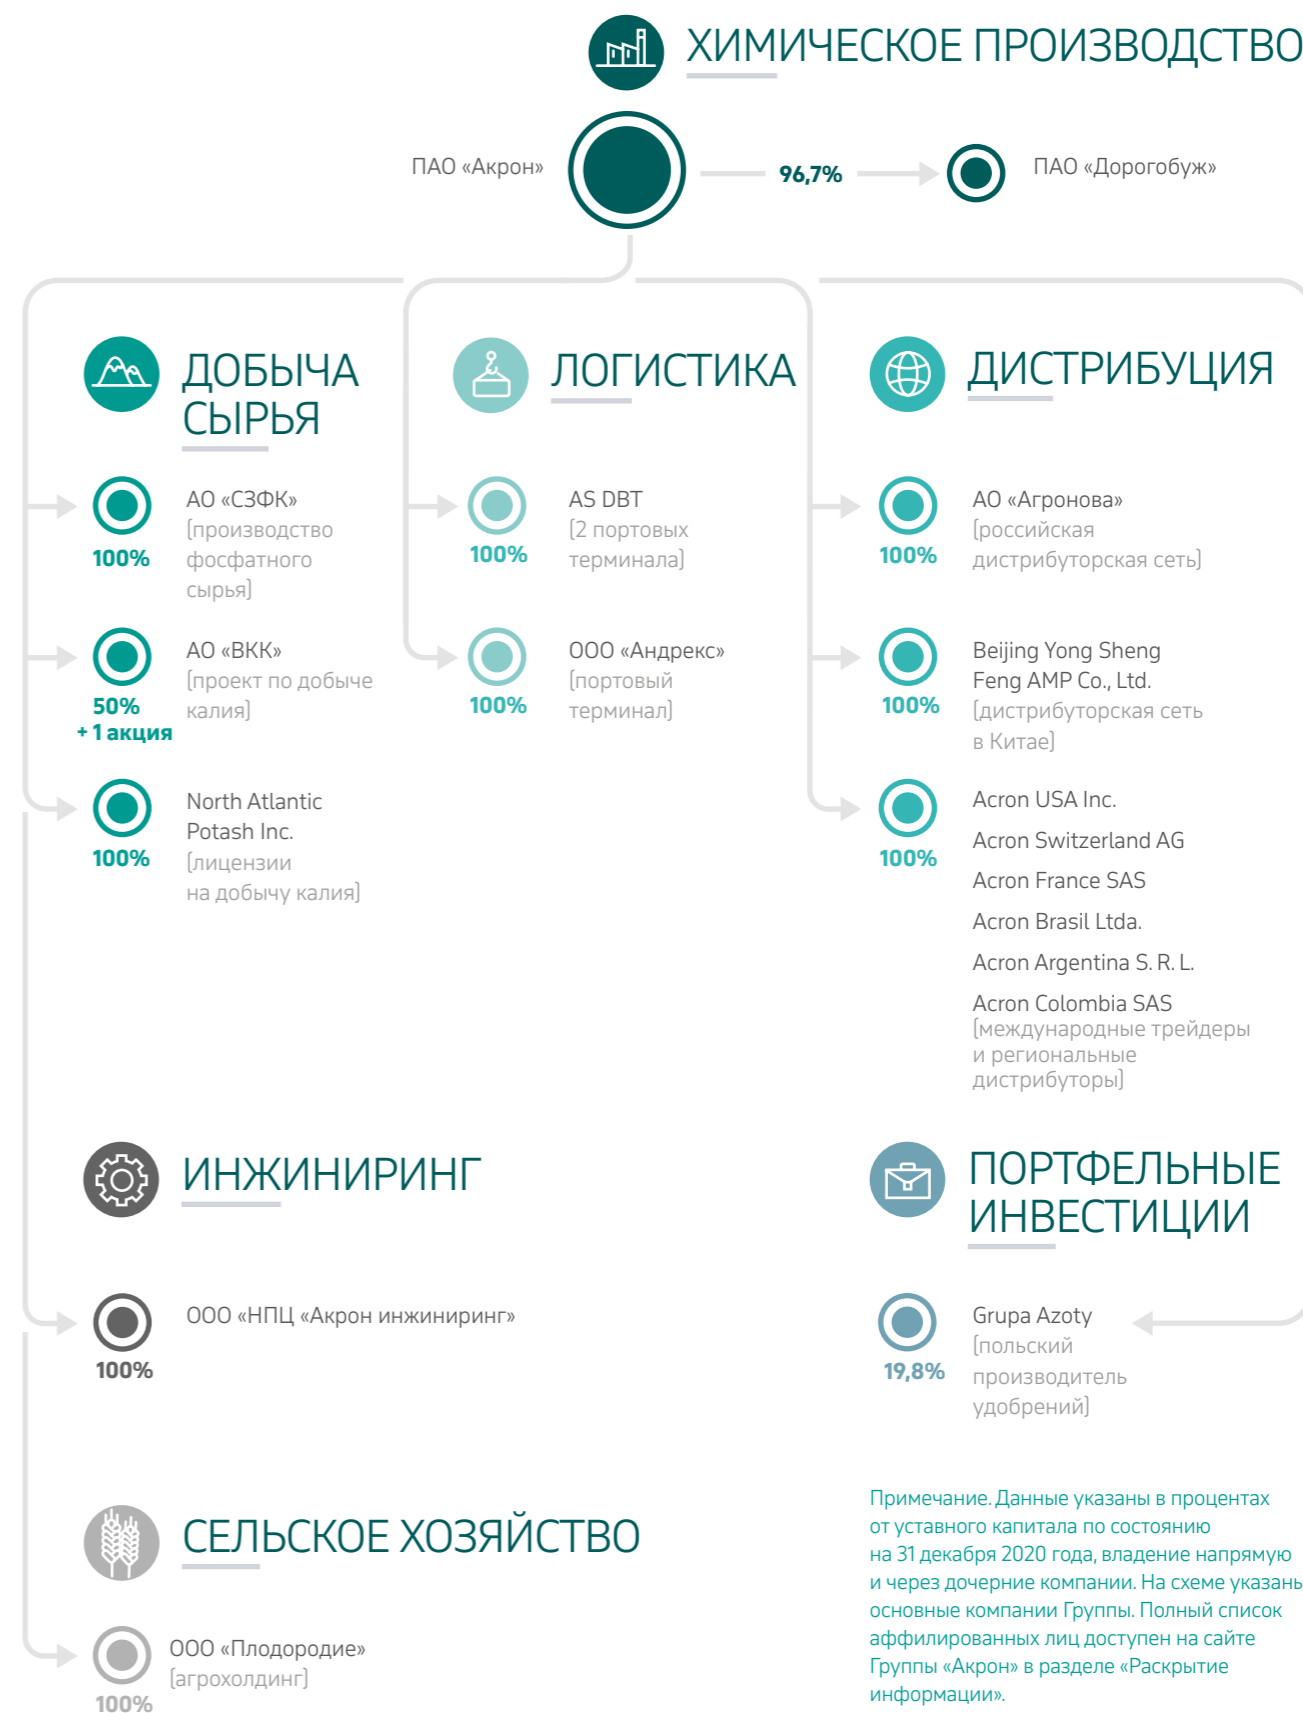 ХИМИЧЕСКОЕ ПРОИЗВОДСТВО
ПАО «Акрон»
96,7%
ПАО «Дорогобуж»
ДОБЫЧА
СЫРЬЯ
АО «СЗФК»
(производство
фосфатного
сырья)
100%
АО «ВКК»
(проект по добыче
калия)
50%
+ 1 акция
North Atlantic
Potash Inc.
(лицензии
на добычу калия)
100%
ЛОГИСТИКА
AS DBT
(2 портовых
терминала)
100%
ООО «Андрекс»
(портовый
терминал)
100%
ДИСТРИБУЦИЯ
АО «Агронова»
(российская
дистрибуторская сеть)
100%
Beijing Yong Sheng
Feng AMP Co., Ltd.
(дистрибуторская сеть
в Китае)
100%
Acron USA Inc.
Acron Switzerland AG
Acron France SAS
Acron Brasil Ltda.
Acron Argentina S. R. L.
Acron Colombia SAS
(международные трейдеры
и региональные
дистрибуторы)
100%
ИНЖИНИРИНГ
ООО «НПЦ «Акрон инжиниринг»
100%
ПОРТФЕЛЬНЫЕ
ИНВЕСТИЦИИ
Grupa Azoty
(польский
производитель
удобрений)
19,8%
СЕЛЬСКОЕ ХОЗЯЙСТВО
ООО «Плодородие»
(агрохолдинг)
100%
Примечание. Данные указаны в процентах
от уставного капитала по состоянию
на 31 декабря 2020 года, владение напрямую
и через дочерние компании. На схеме указаны
основные компании Группы. Полный список
аффилированных лиц доступен на сайте
Группы «Акрон» в разделе «Раскрытие
информации».